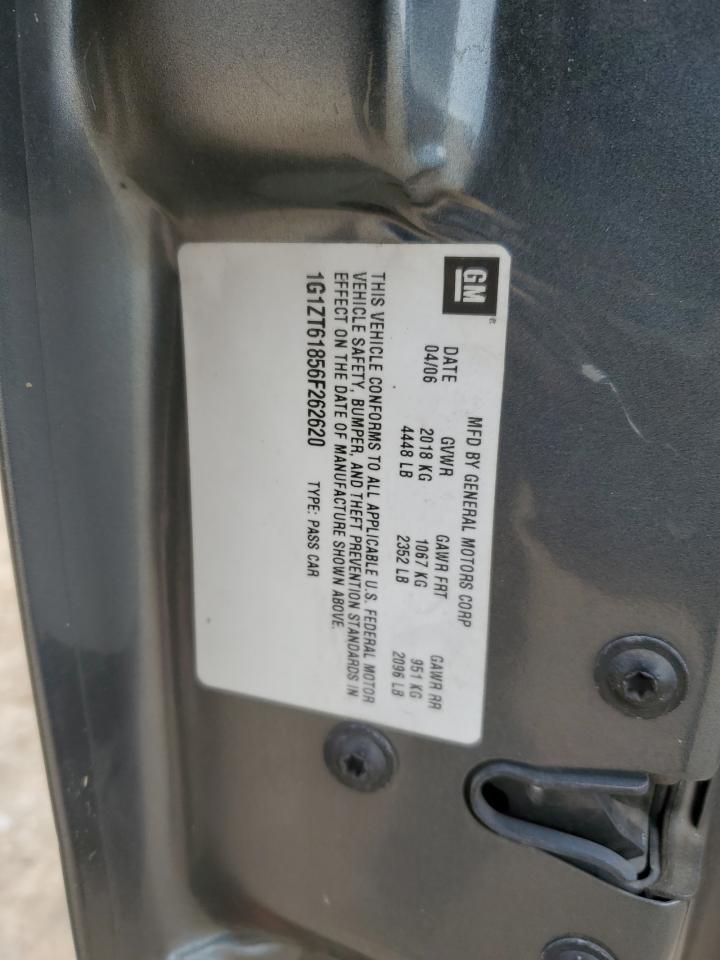 GM®
MFD BY GENERAL MOTORS CORP
DATE GVWR GAWR FRT GAWR RR
04/06 2018 KG 1067 KG 951 KG
4448 LB 2352 LB 2096 LB
THIS VEHICLE CONFORMS TO ALL APPLICABLE U.S. FEDERAL MOTOR
VEHICLE SAFETY, BUMPER, AND THEFT PREVENTION STANDARDS IN
EFFECT ON THE DATE OF MANUFACTURE SHOWN ABOVE.
1G1ZT61856F262620 TYPE: PASS CAR